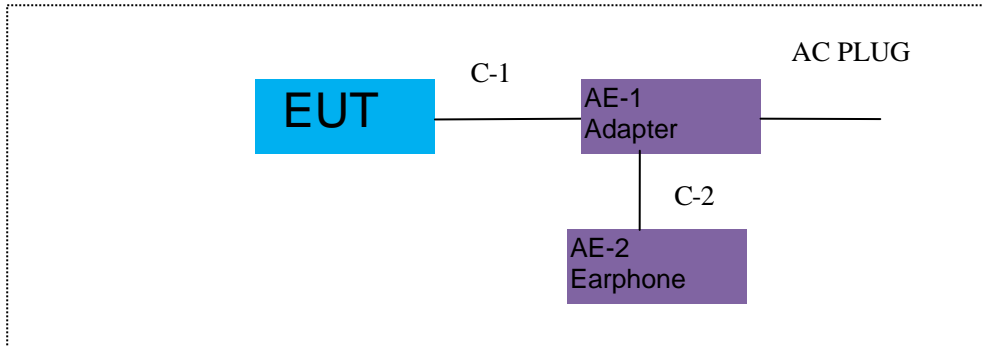 AC PLUG
C-1
EUT
AE-1
Adapter
C-2
AE-2
Earphone